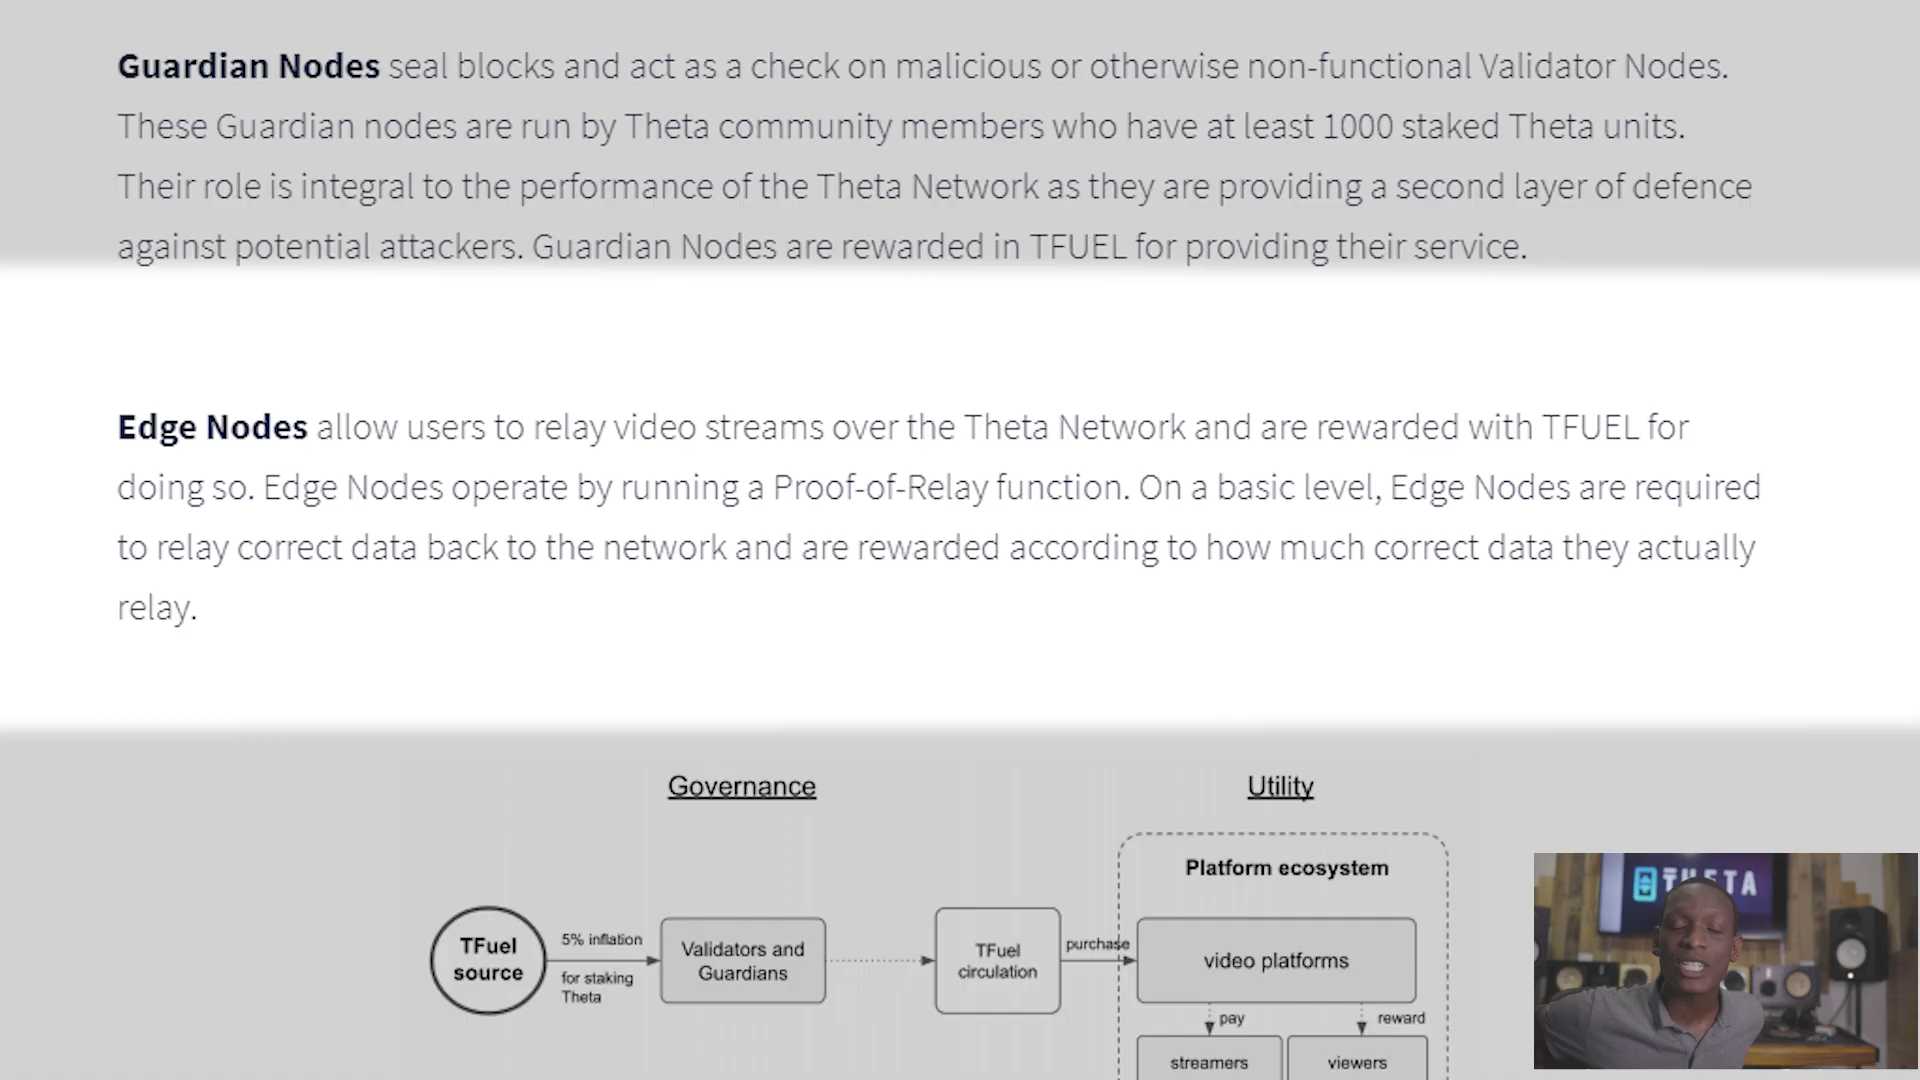 Guardian Nodes seal blocks and act as a check on malicious or otherwise non-functional Validator Nodes.
These Guardian nodes are run by Theta community members who have at least 1000 staked Theta units.
Their role is integral to the performance of the Theta Network as they are providing a second layer of defence
against potential attackers. Guardian Nodes are rewarded in TFUEL for providing their service.
Edge Nodes allow users to relay video streams over the Theta Network and are rewarded with TFUEL for
doing so. Edge Nodes operate by running a Proof-of-Relay function. On a basic level, Edge Nodes are required
to relay correct data back to the network and are rewarded according to how much correct data they actually
relay.
Governance
Utility
Platform ecosystem
TFuel
source
5% inflation
for staking
Theta
Validators and
Guardians
TFuel
circulation
purchase
video platforms
pay
reward
streamers
viewers
THETA